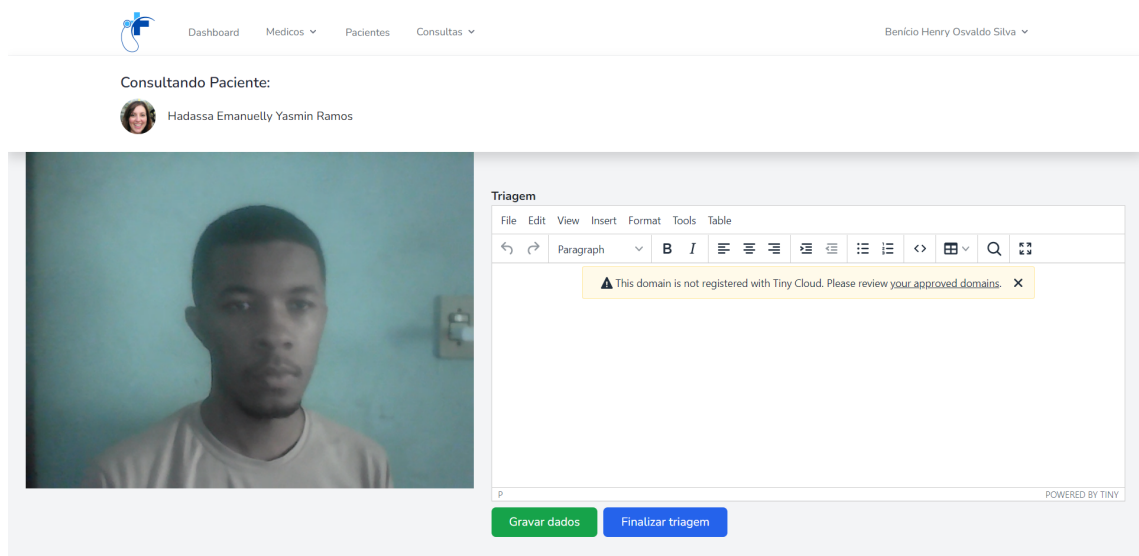 Dashboard Medicos Pacientes Consultas Benício Henry Osvaldo Silva
Consultando Paciente:
Hadassa Emanuelly Yasmin Ramos
Triagem
File Edit View Insert Format Tools Table
Paragraph B I
This domain is not registered with Tiny Cloud. Please review your approved domains.
P POWERED BY TINY
Gravar dados Finalizar triagem